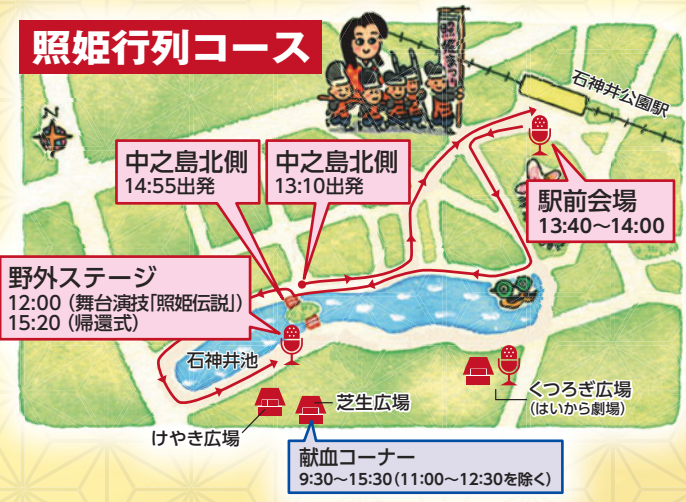 照姫行列コース
照姫まつり
石神井公園駅
N
中之島北側
14:55出発
中之島北側
13:10出発
駅前会場
13:40～14:00
野外ステージ
12:00（舞台演技「照姫伝説」）
15:20（帰還式）
石神井池
くつろぎ広場
（はいから劇場）
芝生広場
けやき広場
献血コーナー
9:30～15:30（11:00～12:30を除く）